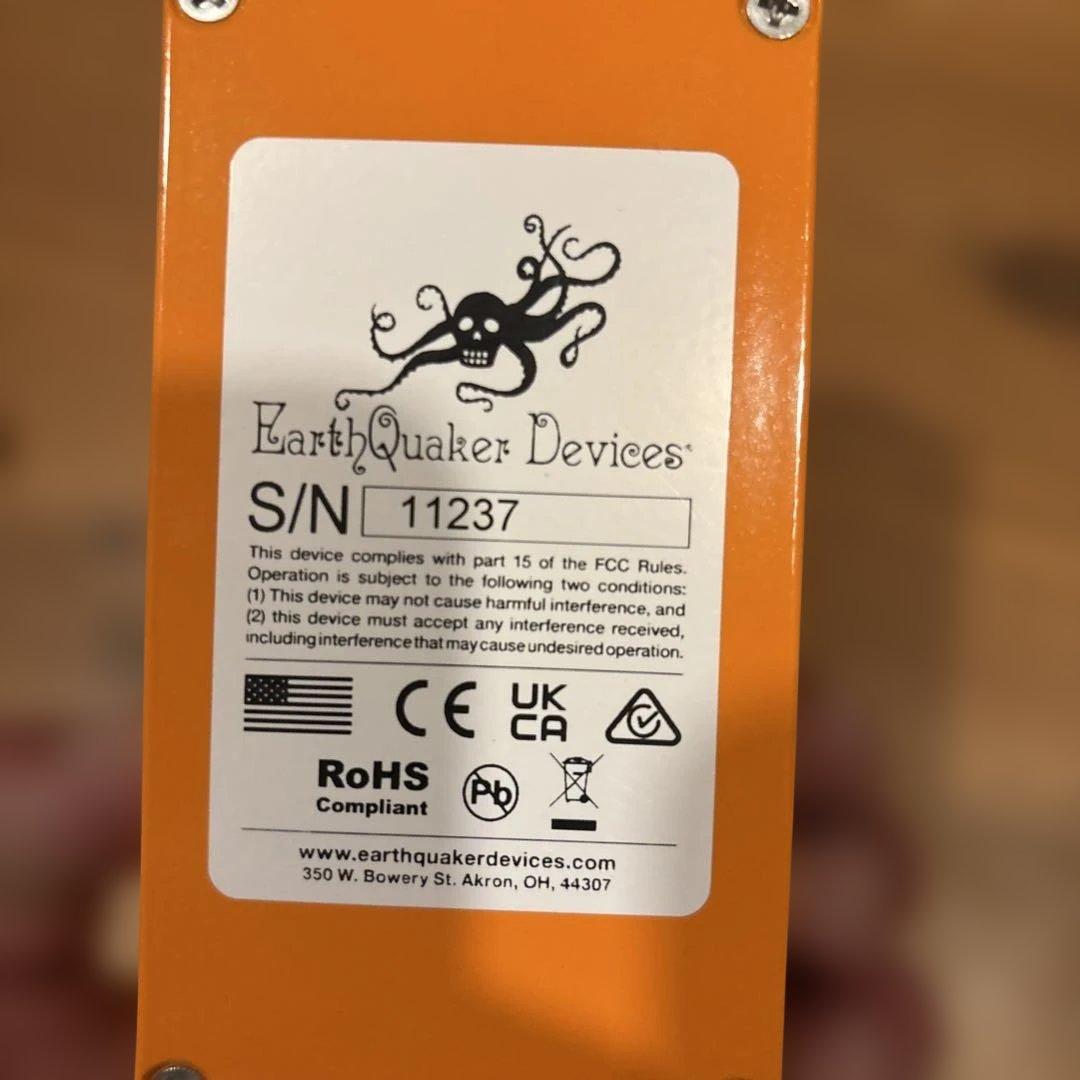 EarthQuaker Devices
S/N 11237
This device complies with part 15 of the FCC Rules.
Operation is subject to the following two conditions:
(1) This device may not cause harmful interference, and
(2) this device must accept any interference received,
including interference that may cause undesired operation.
CE UK
CA
RoHS
Compliant Pb
www.earthquakerdevices.com
350 W. Bowery St. Akron, OH, 44307